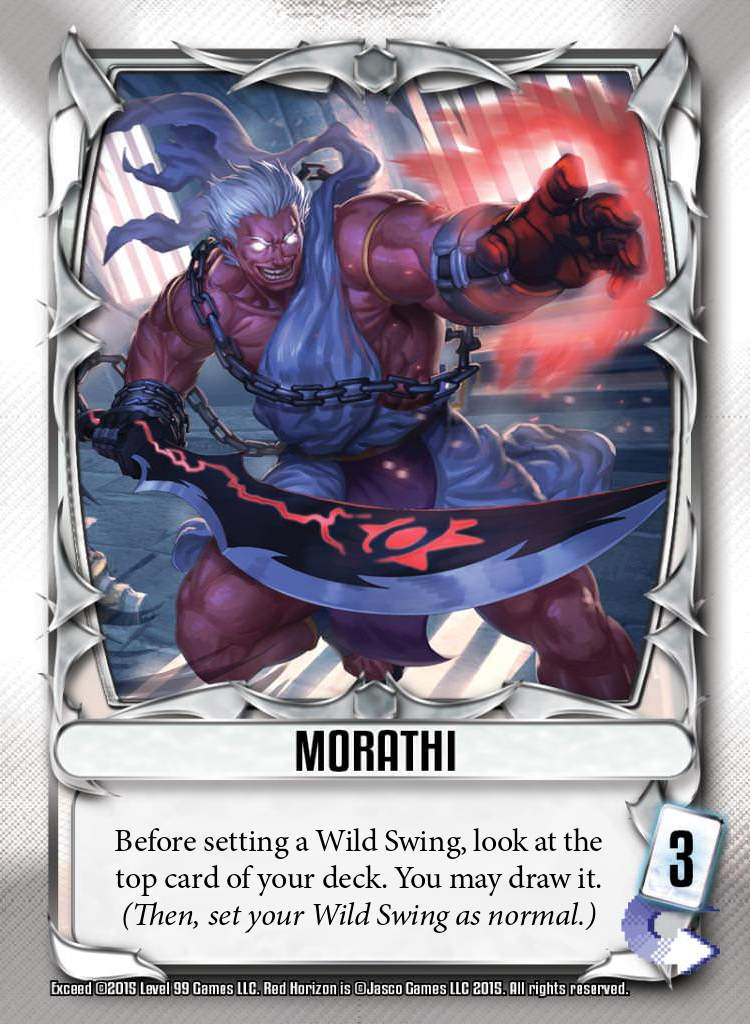 MORATHI
Before setting a Wild Swing, look at the
top card of your deck. You may draw it.
(Then, set your Wild Swing as normal.)
3
Exceed ©2015 Level 99 Games LLC. Red Horizon is ©Jasco Games LLC 2015. All rights reserved.